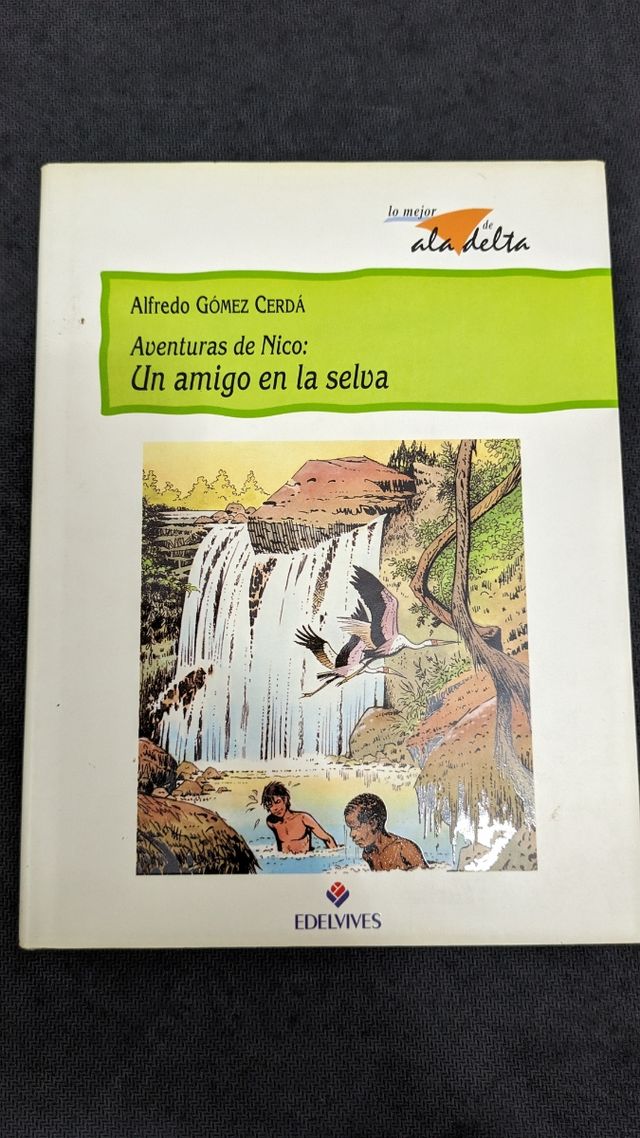 lo mejor
de
ala delta
Alfredo GÓMEZ CERDÁ
Aventuras de Nico:
Un amigo en la selva
EDELVIVES